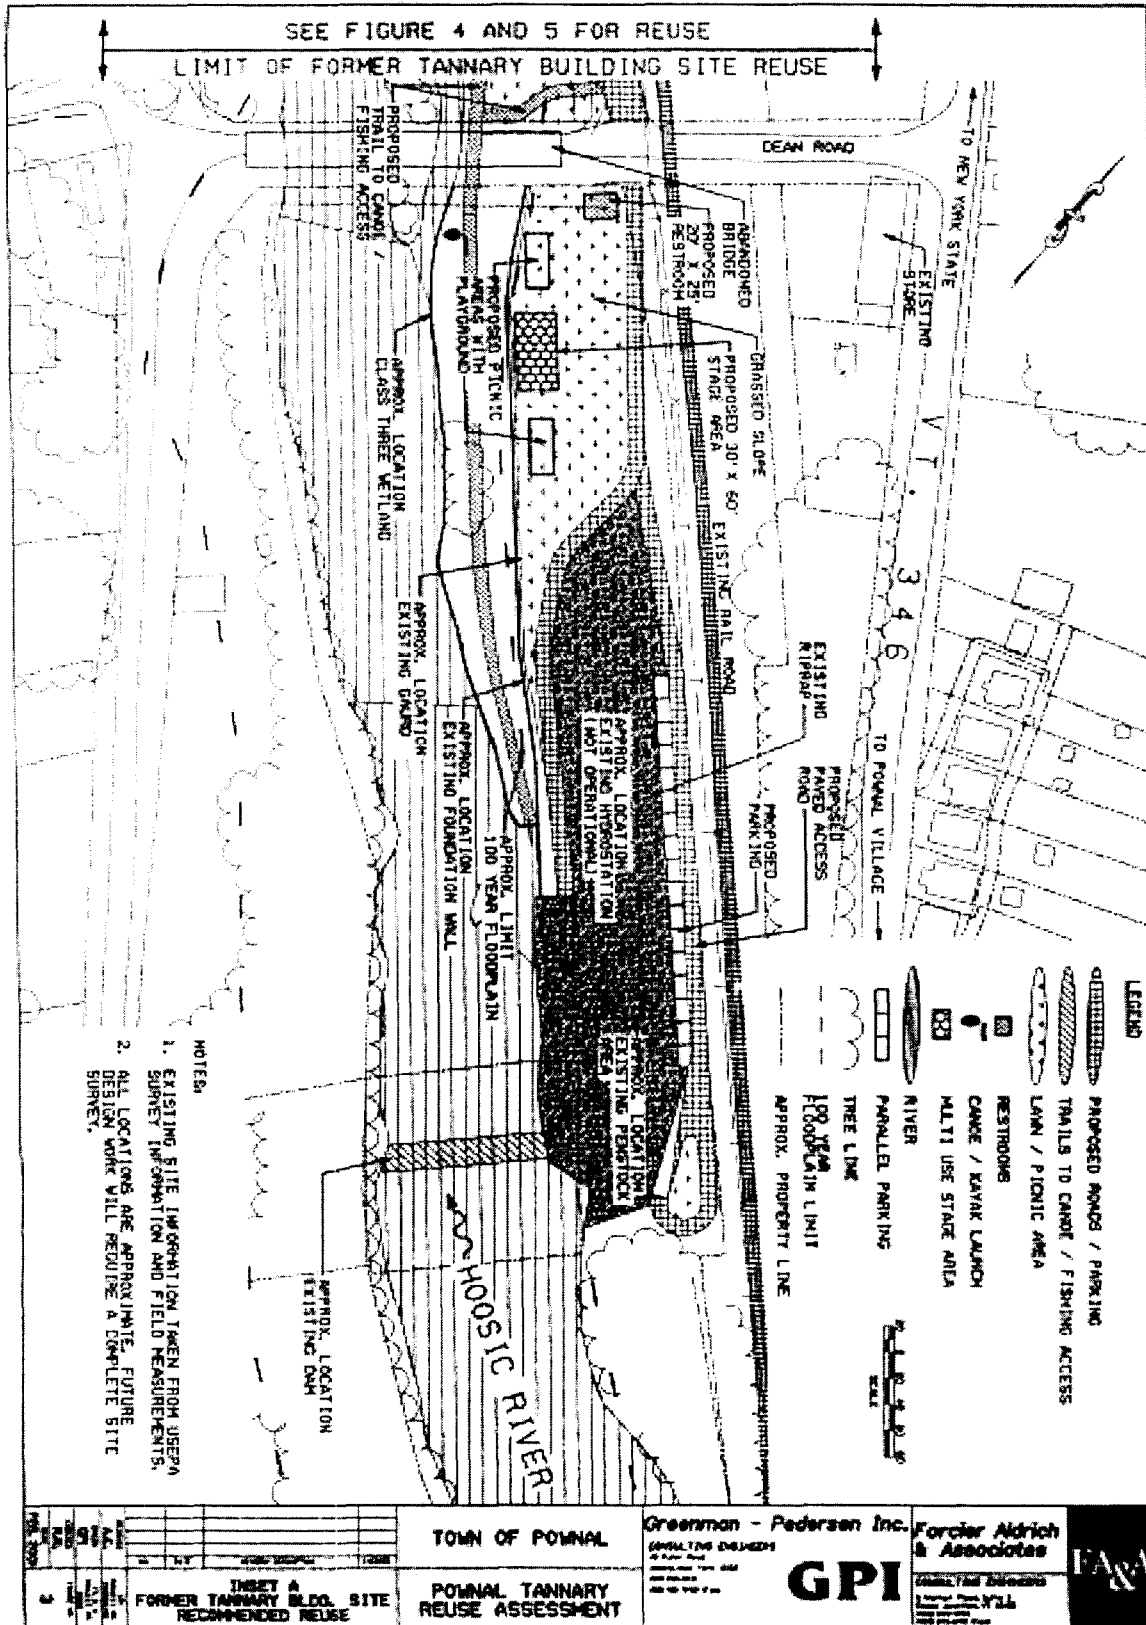 SEE FIGURE 4 AND 5 FOR REUSE
LIMIT OF FORMER TANNARY BUILDING SITE REUSE
PROPOSED
TRAIL TO CANOE /
FISHING ACCESS
DEAN ROAD
TO NEW YORK STATE
EXISTING
STORE
ABANDONED
BRIDGE
PROPOSED
20' X 25'
RESTROOM
GRASSED SLOPE
PROPOSED 30' X 60'
STAGE AREA
PROPOSED PICNIC
AREAS WITH
PLAYGROUND
APPROX. LOCATION
CLASS THREE WETLAND
EXISTING RAIL ROAD
VT. 346
EXISTING
RIPRAP
TO POWNAL VILLAGE
PROPOSED
PAVED ACCESS
ROAD
PROPOSED
PARKING
APPROX. LOCATION
EXISTING HYDROSTATION
(NOT OPERATIONAL)
APPROX. LOCATION
EXISTING
APPROX. LOCATION
EXISTING FOUNDATION WALL
APPROX. LIMIT
100 YEAR FLOODPLAIN
APPROX. LOCATION
EXISTING PENSTOCK
AREA
APPROX. LOCATION
EXISTING DAM
HOOSIC RIVER
LEGEND
PROPOSED ROADS / PARKING
TRAILS TO CANOE / FISHING ACCESS
LAWN / PICNIC AREA
RESTROOMS
CANOE / KAYAK LAUNCH
MULTI USE STAGE AREA
RIVER
PARALLEL PARKING
TREE LINE
100 YEAR
FLOODPLAIN LIMIT
APPROX. PROPERTY LINE
SCALE
NOTES:
1. EXISTING SITE INFORMATION TAKEN FROM USEPA
SURVEY INFORMATION AND FIELD MEASUREMENTS.
2. ALL LOCATIONS ARE APPROXIMATE. FUTURE
DESIGN WORK WILL REQUIRE A COMPLETE SITE
SURVEY.
INSET A
FORMER TANNARY BLDG. SITE
RECOMMENDED REUSE
TOWN OF POWNAL
POWNAL TANNARY
REUSE ASSESSMENT
Greenman - Pedersen Inc.
CONSULTING ENGINEERS
GPI
Forcier Aldrich
& Associates
CONSULTING ENGINEERS
FA&A